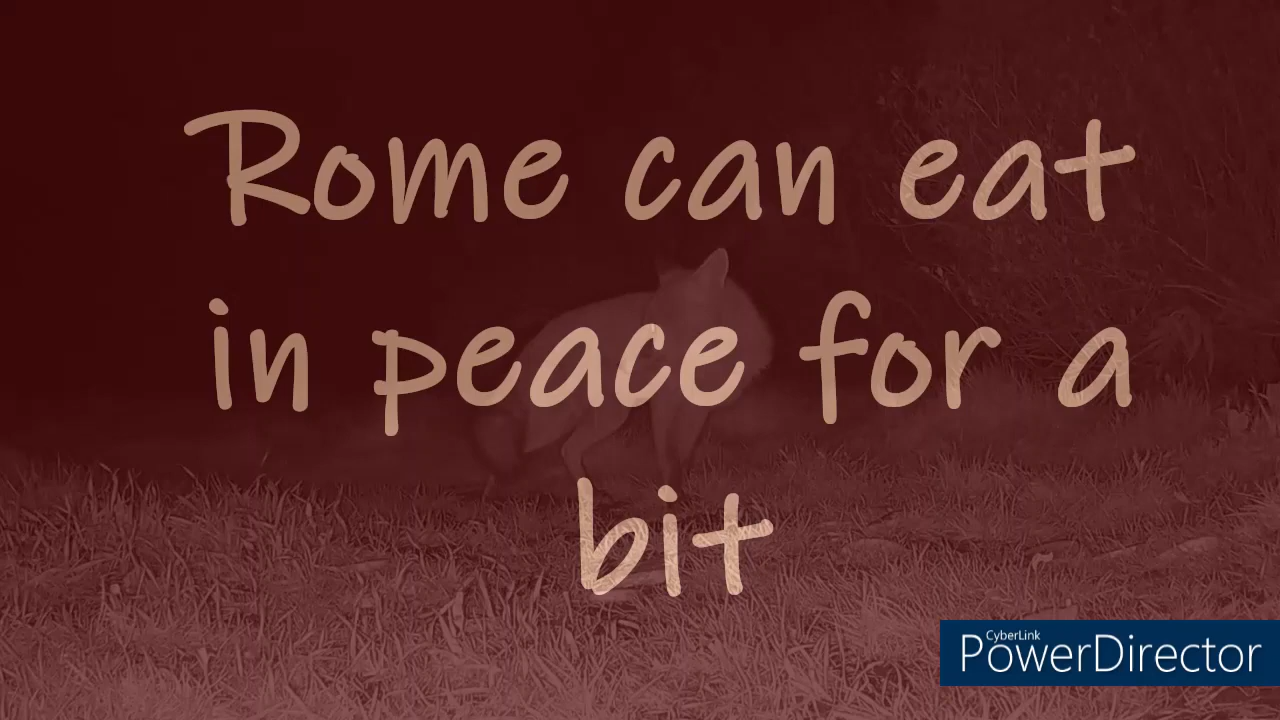 Rome can eat
in peace for a
bit
CyberLink
PowerDirector